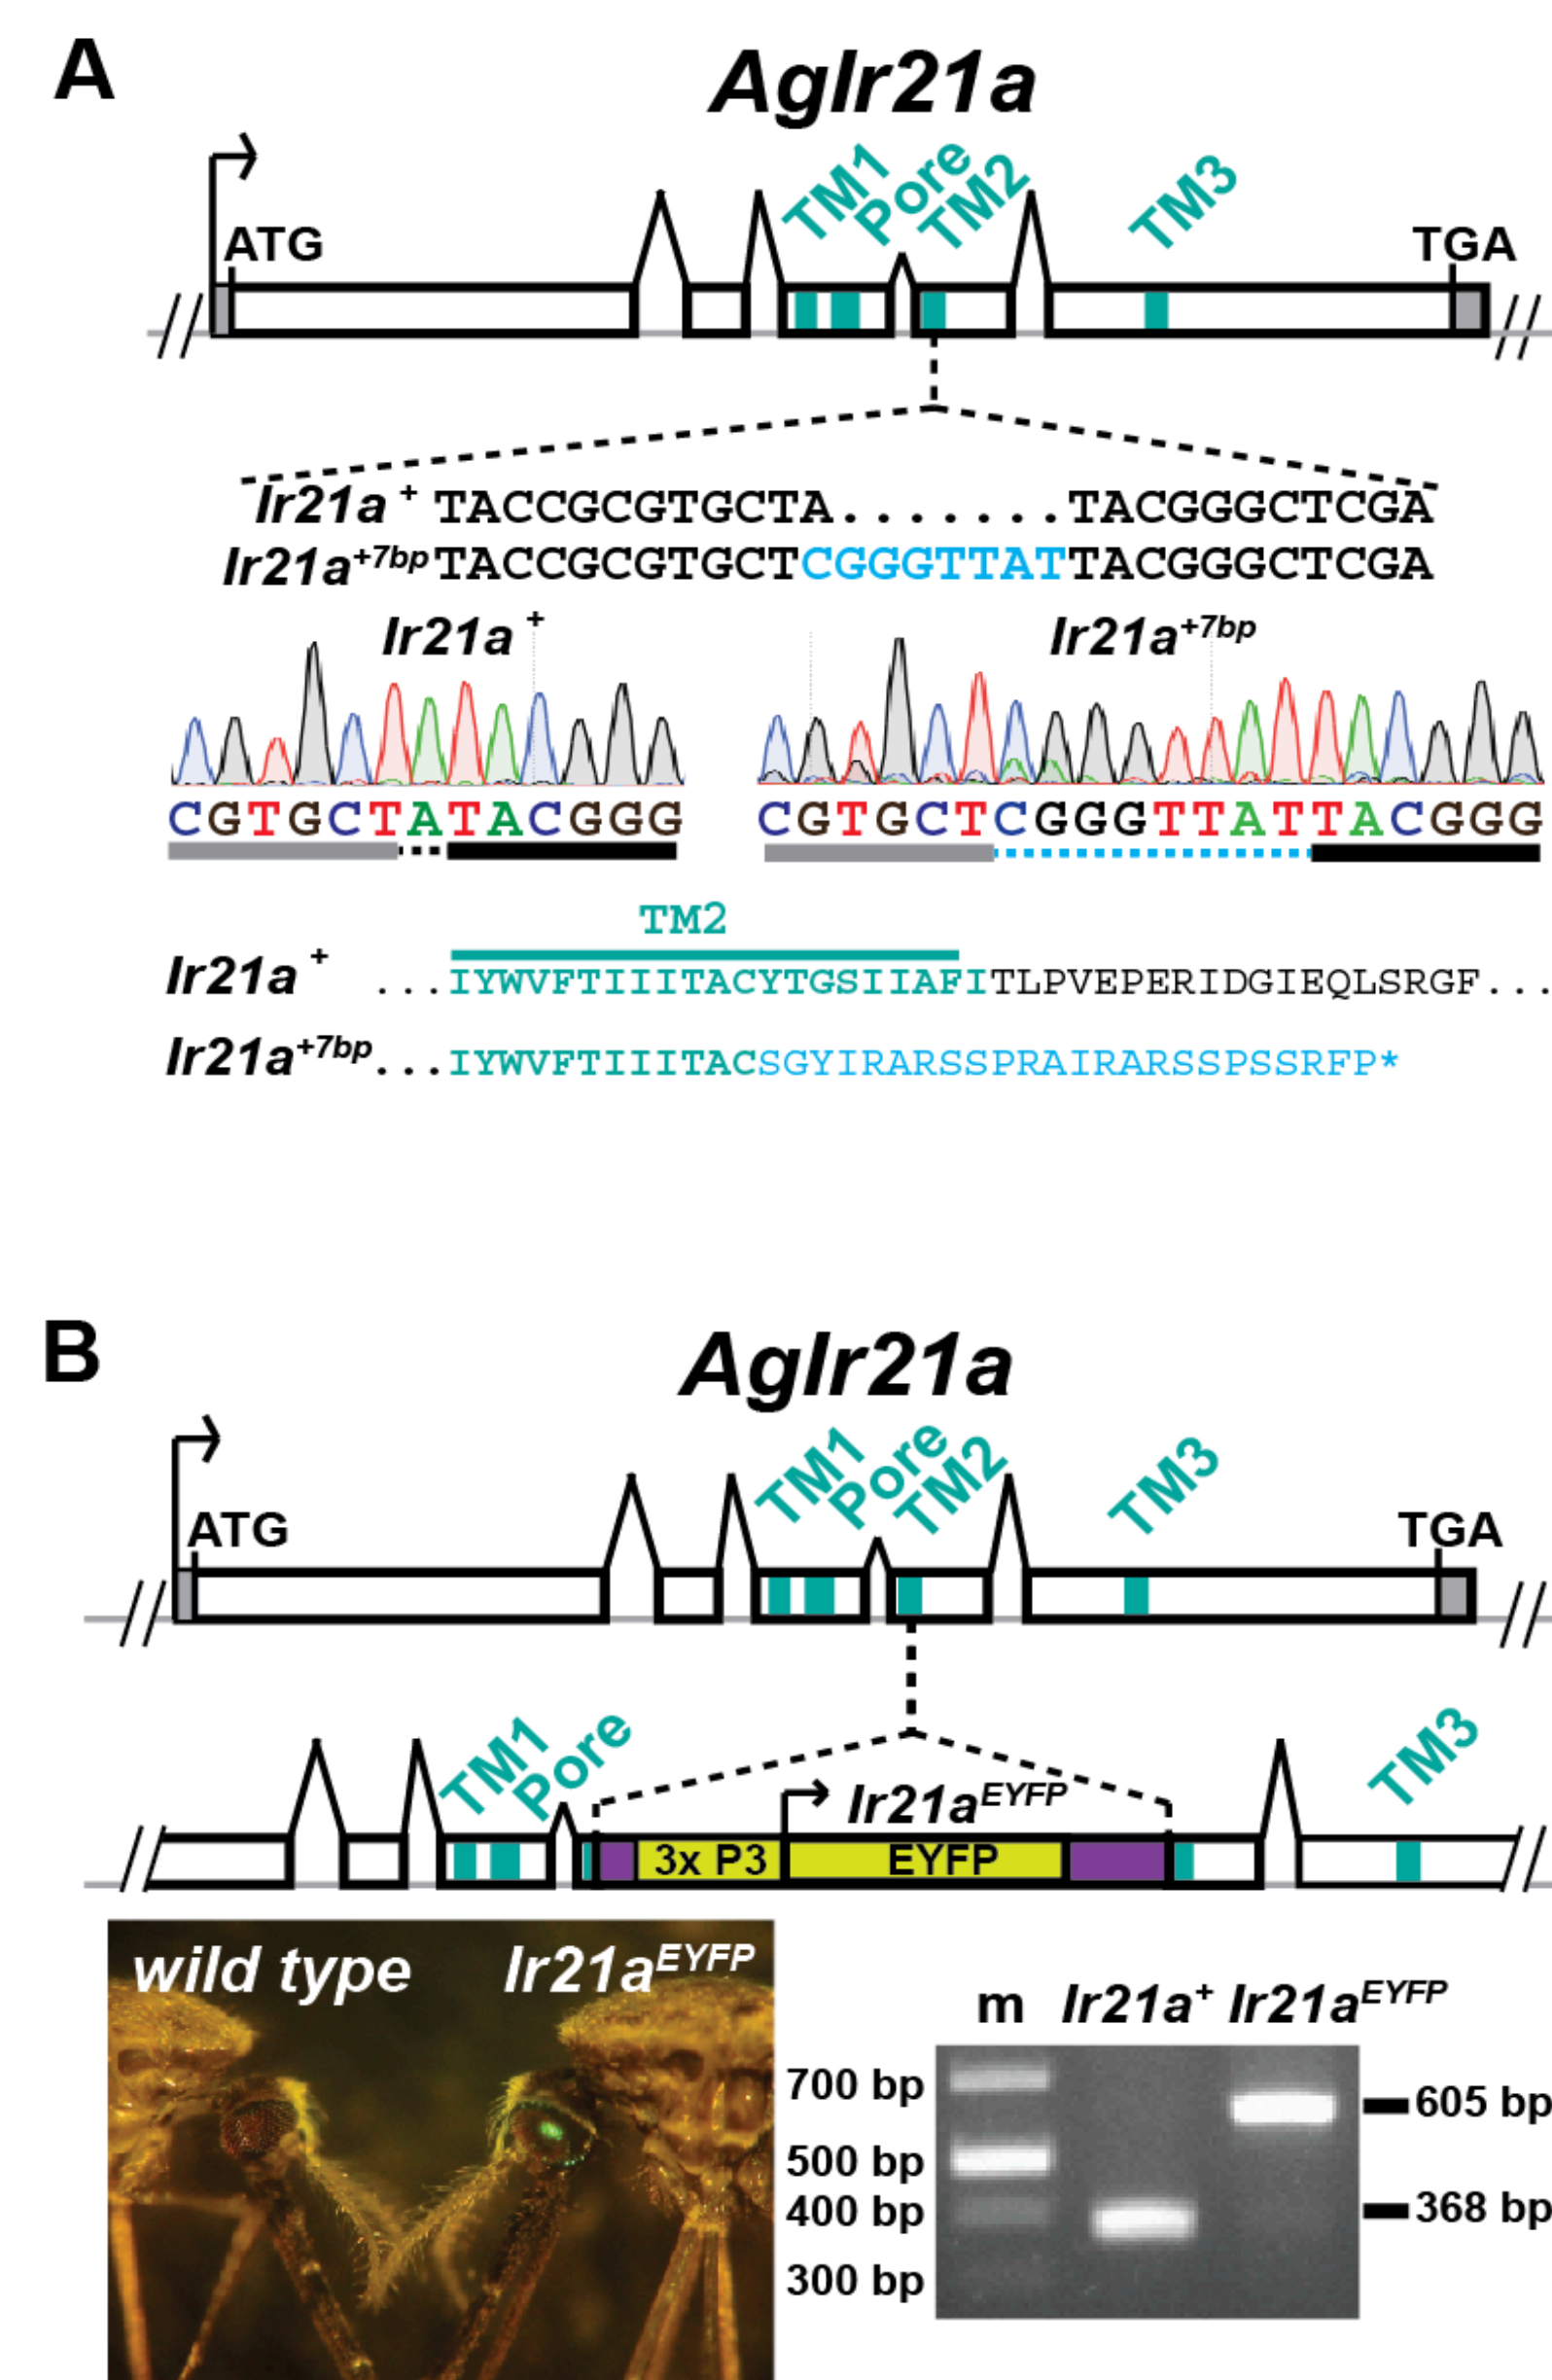 A
AgIr21a
TM1 Pore TM2 TM3
ATG TGA
Ir21a + TACCGCGTGCTA.......TACGGGCTCGA
Ir21a+7bp TACCGCGTGCTCGGGTTATTACGGGCTCGA
Ir21a + Ir21a+7bp
CGTGCTATACGGG CGTGCTCGGGTTATTACGGG
TM2
Ir21a + ...IYWVFTIIITACYTGSIIAFITLPVEPERIDGIEQLSRGF...
Ir21a+7bp...IYWVFTIIITACSGYIRARSSPRAIRARSSPSSRFP*
B
AgIr21a
TM1 Pore TM2 TM3
ATG TGA
TM1 Pore TM3
Ir21aEYFP
3x P3 EYFP
wild type Ir21aEYFP
m Ir21a+ Ir21aEYFP
700 bp
605 bp
500 bp
400 bp
368 bp
300 bp